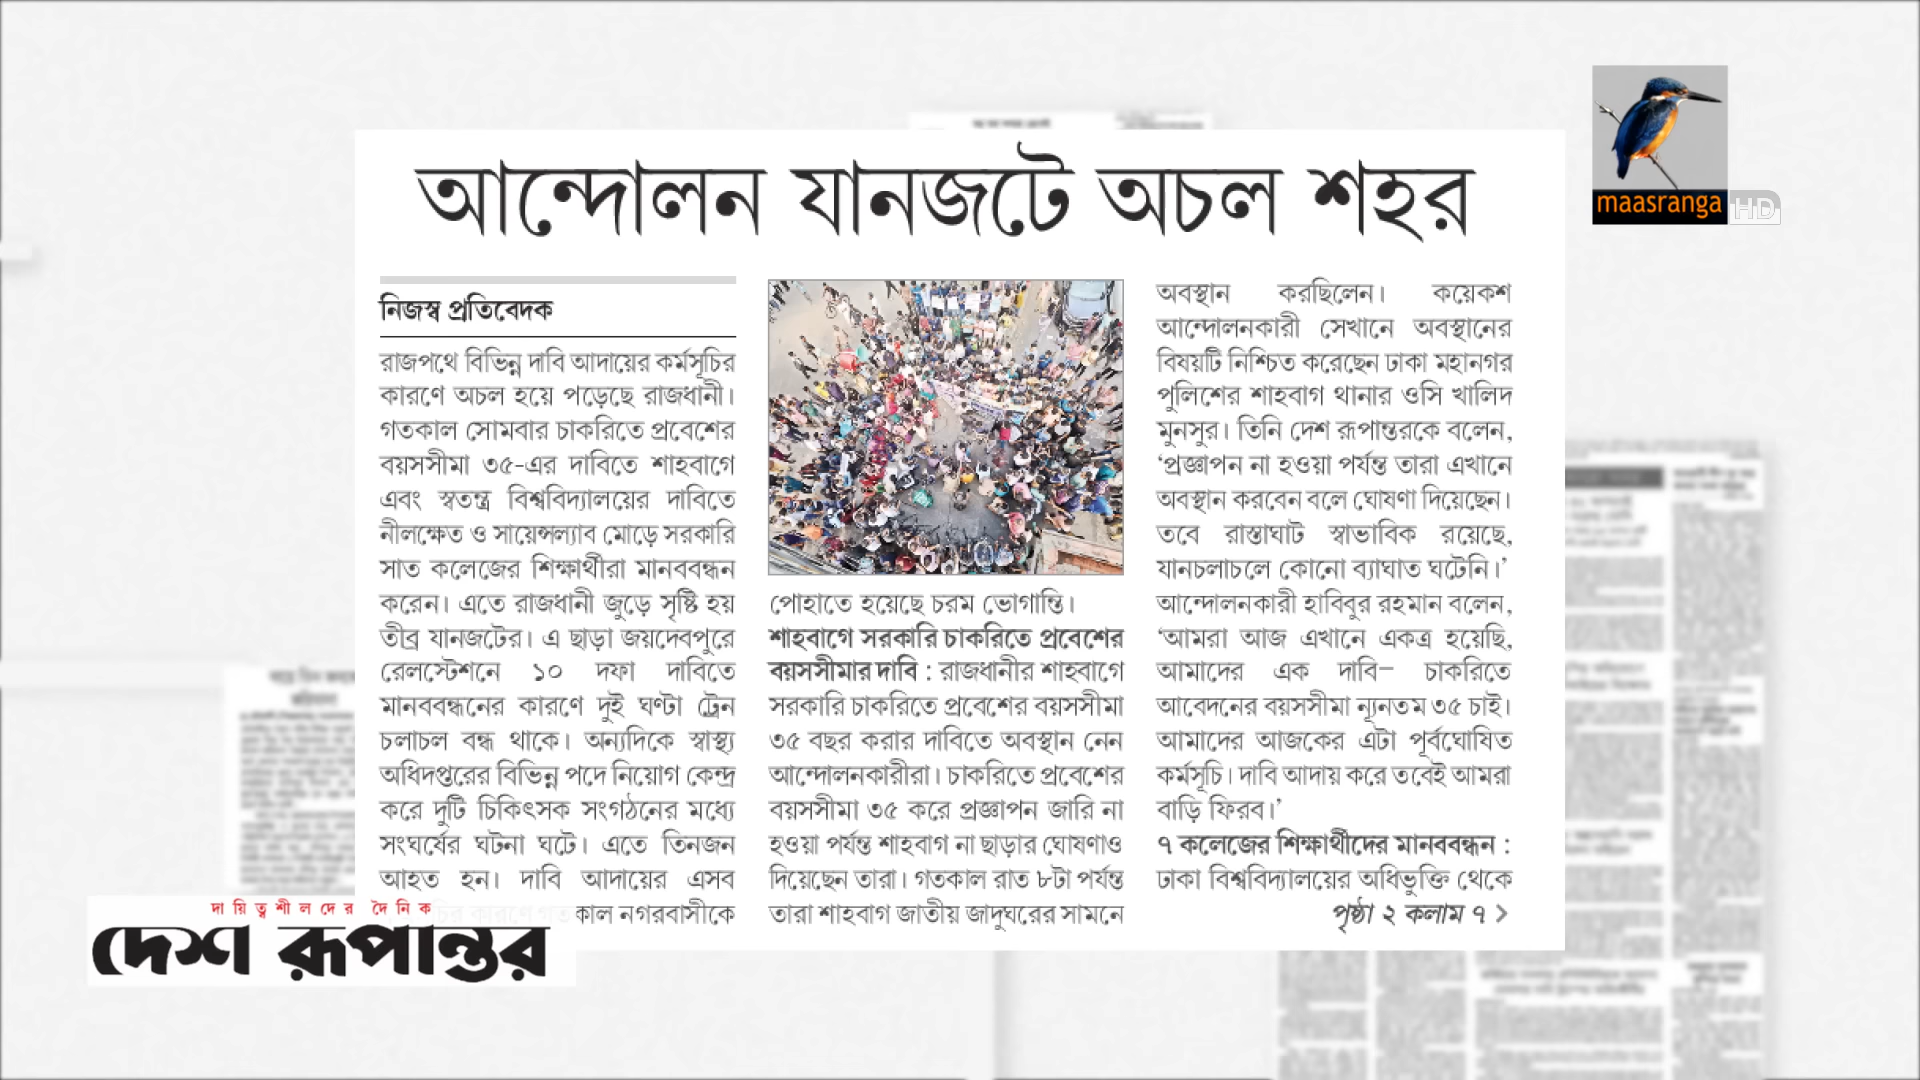 আন্দোলন যানজটে অচল শহর
নিজস্ব প্রতিবেদক
রাজপথে বিভিন্ন দাবি আদায়ের কর্মসূচির
কারণে অচল হয়ে পড়েছে রাজধানী।
গতকাল সোমবার চাকরিতে প্রবেশের
বয়সসীমা ৩৫-এর দাবিতে শাহবাগে
এবং স্বতন্ত্র বিশ্ববিদ্যালয়ের দাবিতে
নীলক্ষেত ও সায়েন্সল্যাব মোড়ে সরকারি
সাত কলেজের শিক্ষার্থীরা মানববন্ধন
করেন। এতে রাজধানী জুড়ে সৃষ্টি হয়
তীব্র যানজটের। এ ছাড়া জয়দেবপুরে
রেলস্টেশনে ১০ দফা দাবিতে
মানববন্ধনের কারণে দুই ঘণ্টা ট্রেন
চলাচল বন্ধ থাকে। অন্যদিকে স্বাস্থ্য
অধিদপ্তরের বিভিন্ন পদে নিয়োগ কেন্দ্র
করে দুটি চিকিৎসক সংগঠনের মধ্যে
সংঘর্ষের ঘটনা ঘটে। এতে তিনজন
আহত হন। দাবি আদায়ের এসব
চির কারণে গতকাল নগরবাসীকে
পোহাতে হয়েছে চরম ভোগান্তি।
শাহবাগে সরকারি চাকরিতে প্রবেশের
বয়সসীমার দাবি : রাজধানীর শাহবাগে
সরকারি চাকরিতে প্রবেশের বয়সসীমা
৩৫ বছর করার দাবিতে অবস্থান নেন
আন্দোলনকারীরা। চাকরিতে প্রবেশের
বয়সসীমা ৩৫ করে প্রজ্ঞাপন জারি না
হওয়া পর্যন্ত শাহবাগ না ছাড়ার ঘোষণাও
দিয়েছেন তারা। গতকাল রাত ৮টা পর্যন্ত
তারা শাহবাগ জাতীয় জাদুঘরের সামনে
অবস্থান করছিলেন। কয়েকশ
আন্দোলনকারী সেখানে অবস্থানের
বিষয়টি নিশ্চিত করেছেন ঢাকা মহানগর
পুলিশের শাহবাগ থানার ওসি খালিদ
মুনসুর। তিনি দেশ রূপান্তরকে বলেন,
‘প্রজ্ঞাপন না হওয়া পর্যন্ত তারা এখানে
অবস্থান করবেন বলে ঘোষণা দিয়েছেন।
তবে রাস্তাঘাট স্বাভাবিক রয়েছে,
যানচলাচলে কোনো ব্যাঘাত ঘটেনি।’
আন্দোলনকারী হাবিবুর রহমান বলেন,
‘আমরা আজ এখানে একত্র হয়েছি,
আমাদের এক দাবি– চাকরিতে
আবেদনের বয়সসীমা ন্যূনতম ৩৫ চাই।
আমাদের আজকের এটা পূর্বঘোষিত
কর্মসূচি। দাবি আদায় করে তবেই আমরা
বাড়ি ফিরব।’
৭ কলেজের শিক্ষার্থীদের মানববন্ধন :
ঢাকা বিশ্ববিদ্যালয়ের অধিভুক্তি থেকে
পৃষ্ঠা ২ কলাম ৭ >
দায়িত্বশীলদের দৈনিক
দেশ রূপান্তর
maasranga HD